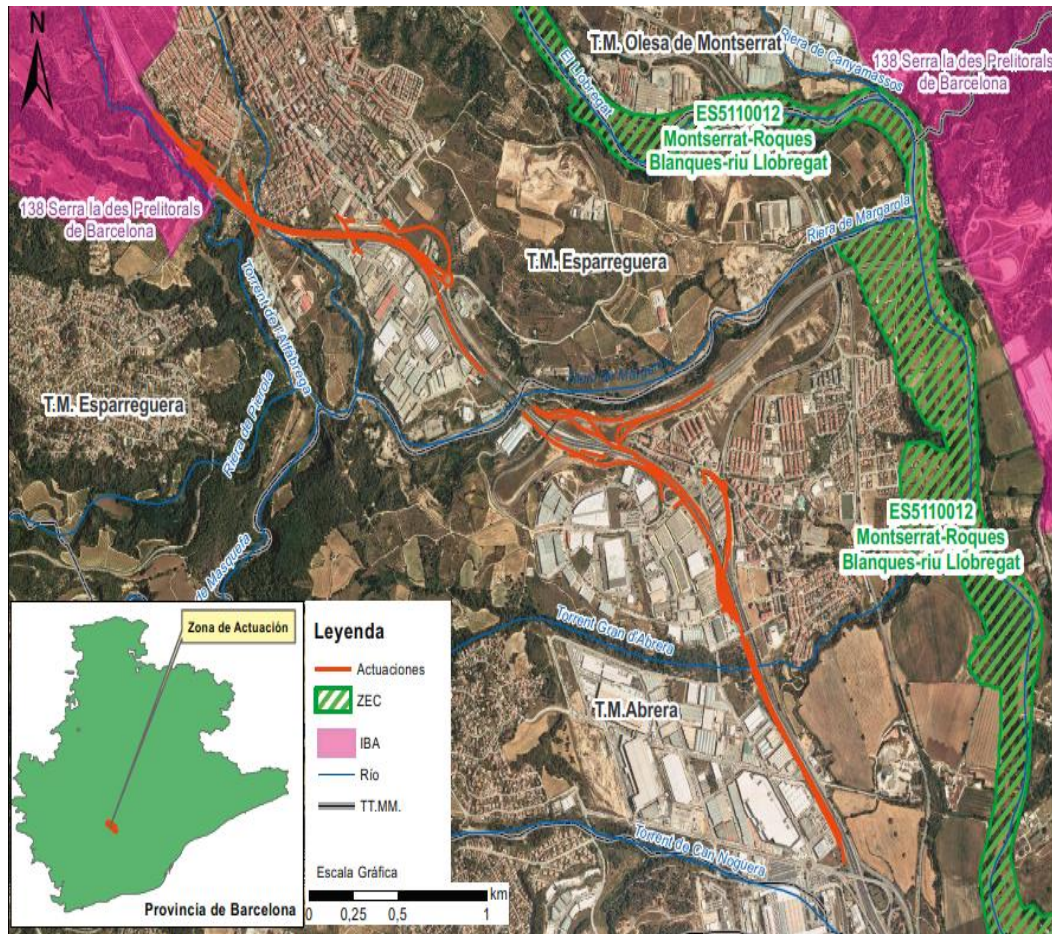 N
T.M. Olesa de Montserrat
Riera de Canyamassos
El Llobregat
138 Serra la des Prelitorals
de Barcelona
ES5110012
Montserrat-Roques
Blanques-riu Llobregat
138 Serra la des Prelitorals
de Barcelona
Riera de Margarola
T.M. Esparreguera
Torrent de l'Alfàbrega
Riera de Pierola
T.M. Esparreguera
ES5110012
Montserrat-Roques
Blanques-riu Llobregat
de Masquefa
Torrent Gran d'Abrera
T.M.Abrera
Torrent de Can Noguera
Zona de Actuación
Provincia de Barcelona
Leyenda
Actuaciones
ZEC
IBA
Río
TT.MM.
Escala Gráfica
km
0 0,25 0,5 1